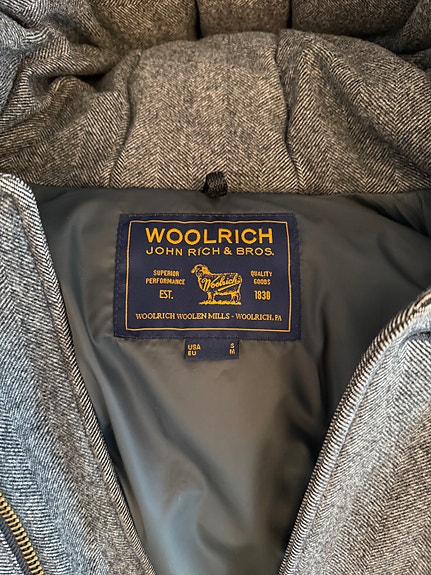 WOOLRICH
JOHN RICH & BROS.
SUPERIOR PERFORMANCE
QUALITY GOODS
Woolrich
EST.
1830
WOOLRICH WOOLEN MILLS - WOOLRICH, PA
USA S
EU M